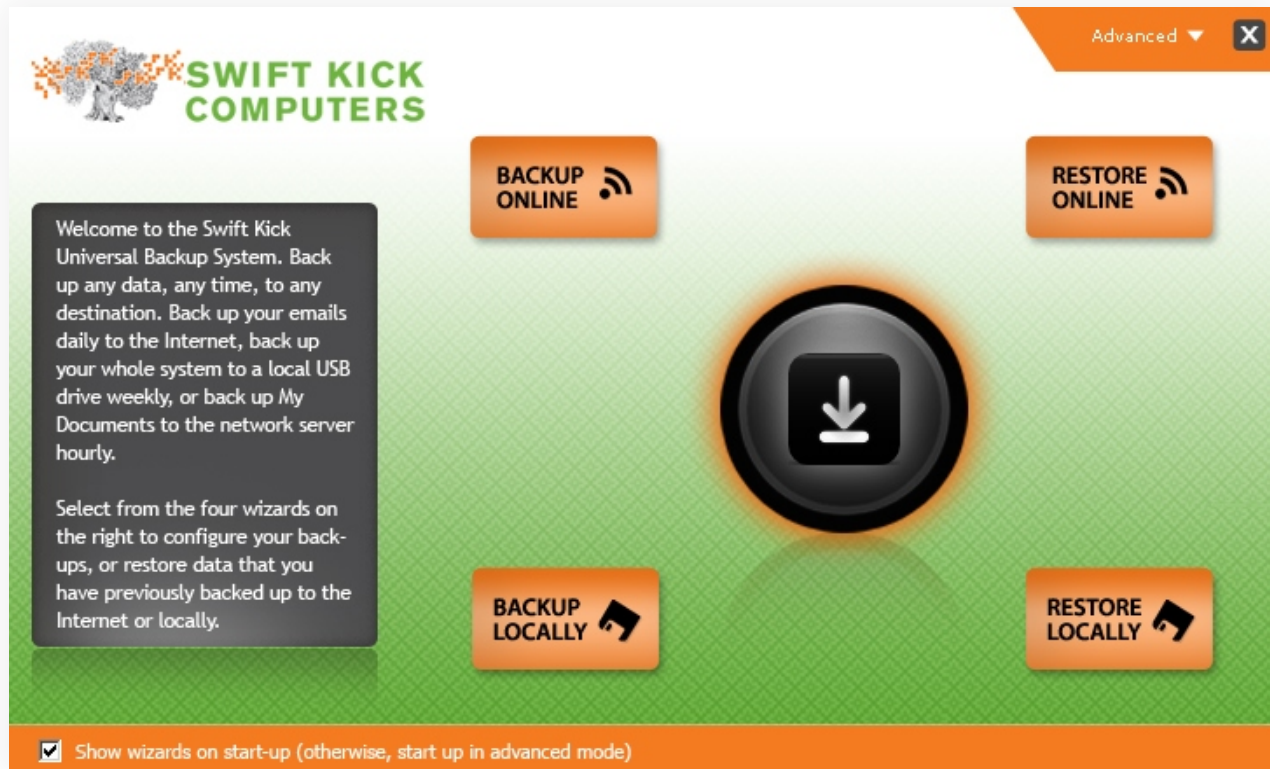 Advanced
SWIFT KICK
COMPUTERS
BACKUP
ONLINE
RESTORE
ONLINE
Welcome to the Swift Kick
Universal Backup System. Back
up any data, any time, to any
destination. Back up your emails
daily to the Internet, back up
your whole system to a local USB
drive weekly, or back up My
Documents to the network server
hourly.
Select from the four wizards on
the right to configure your back-
ups, or restore data that you
have previously backed up to the
Internet or locally.
BACKUP
LOCALLY
RESTORE
LOCALLY
Show wizards on start-up (otherwise, start up in advanced mode)